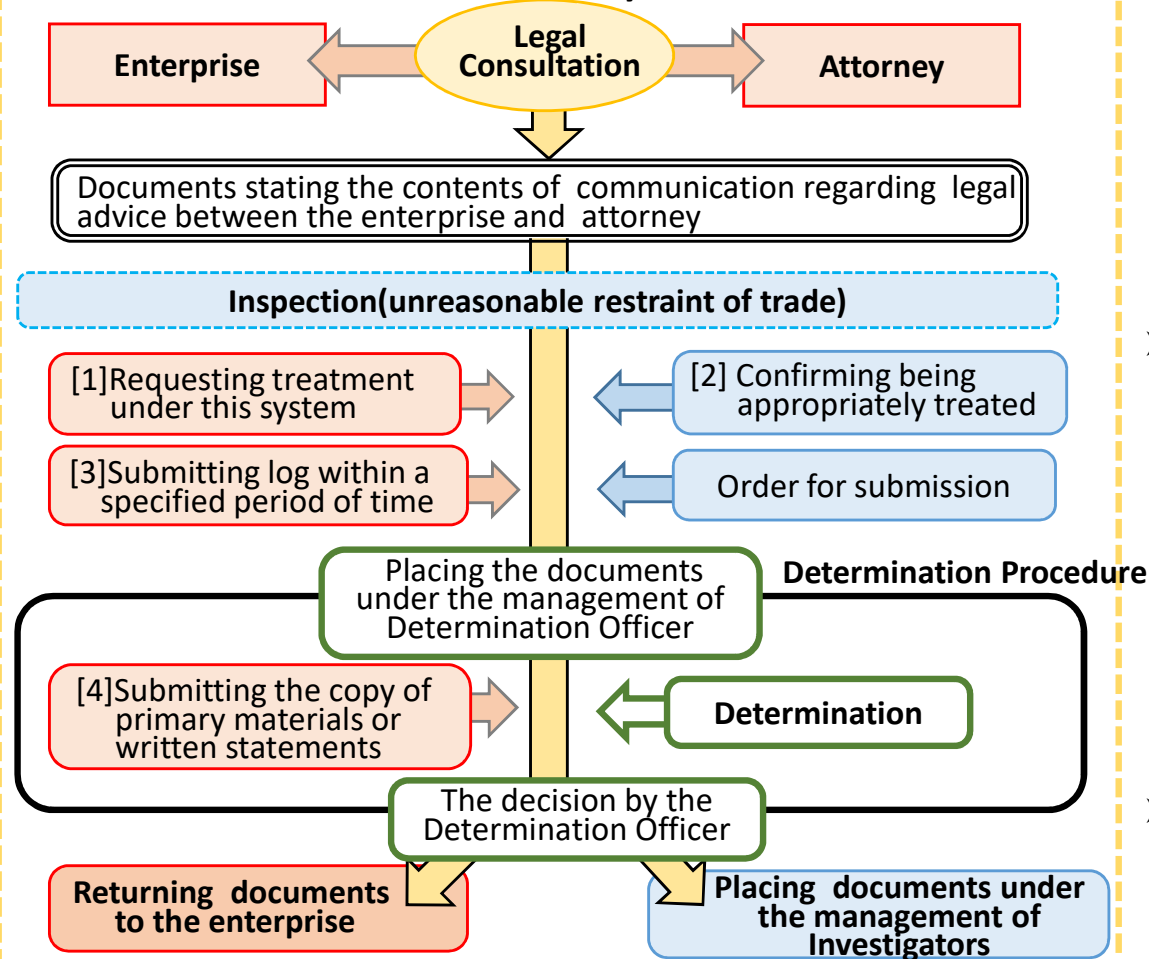 Enterprise
Legal
Consultation
Attorney
Documents stating the contents of communication regarding legal
advice between the enterprise and attorney
Inspection(unreasonable restraint of trade)
[1]Requesting treatment
under this system
[2] Confirming being
appropriately treated
[3]Submitting log within a
specified period of time
Order for submission
Placing the documents
under the management of
Determination Officer
Determination Procedure
[4]Submitting the copy of
primary materials or
written statements
Determination
The decision by the
Determination Officer
Returning documents
to the enterprise
Placing documents under
the management of
Investigators